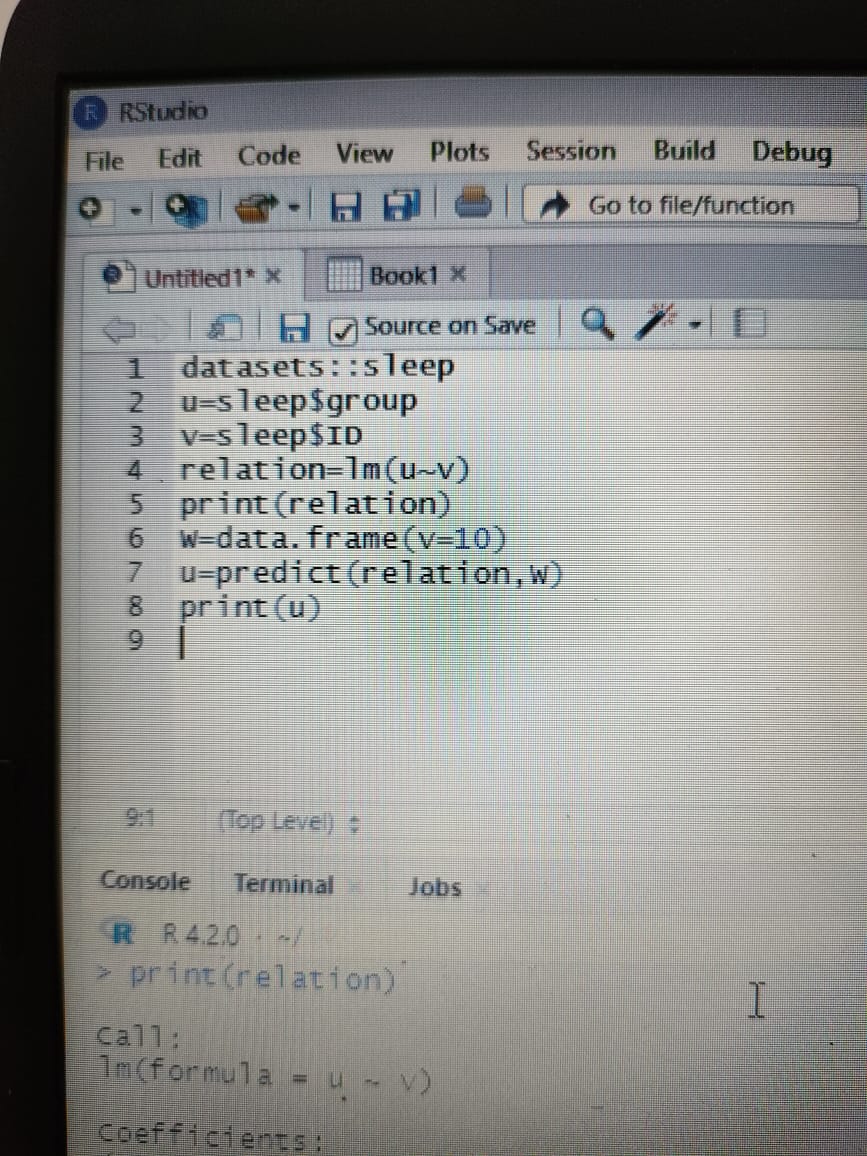 RStudio
File Edit Code View Plots Session Build Debug
Go to file/function
Untitled1* × Book1 ×
Source on Save
1 datasets::sleep
2 u=sleep$group
3 v=sleep$ID
4 relation=lm(u~v)
5 print(relation)
6 w=data.frame(v=10)
7 u=predict(relation,w)
8 print(u)
9
9:1 (Top Level)
Console Terminal × Jobs ×
R R 4.2.0 · ~/
> print(relation)
Call:
lm(formula = u ~ v)
Coefficients: